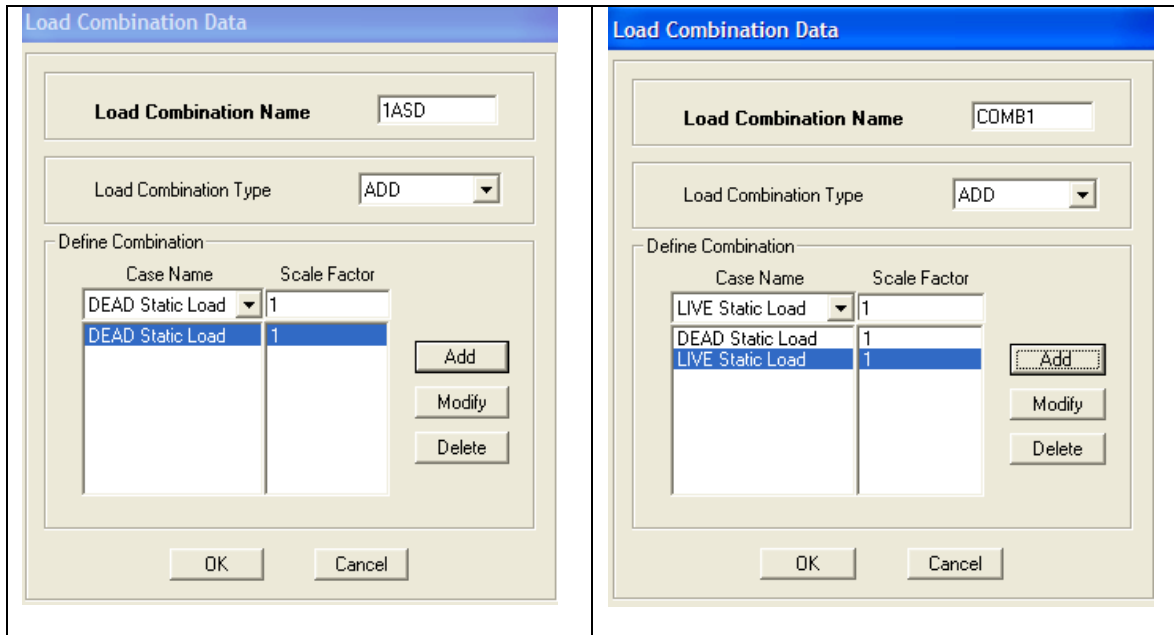 Load Combination Data
Load Combination Name 1ASD
Load Combination Type ADD
Define Combination
Case Name Scale Factor
DEAD Static Load 1
DEAD Static Load 1
Add
Modify
Delete
OK Cancel
Load Combination Data
Load Combination Name COMB1
Load Combination Type ADD
Define Combination
Case Name Scale Factor
LIVE Static Load 1
DEAD Static Load 1
LIVE Static Load 1
Add
Modify
Delete
OK Cancel